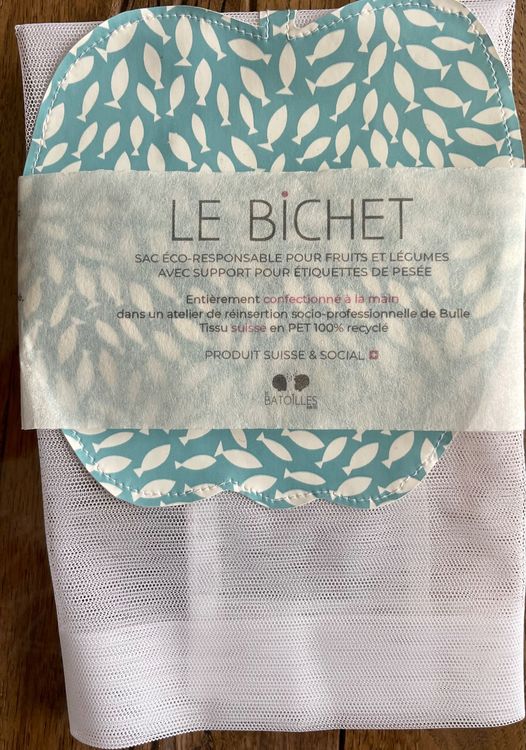 LE BiCHET
SAC ÉCO-RESPONSABLE POUR FRUITS ET LÉGUMES
AVEC SUPPORT POUR ÉTIQUETTES DE PESÉE
Entièrement confectionné à la main
dans un atelier de réinsertion socio-professionnelle de Bulle
Tissu suisse en PET 100% recyclé
PRODUIT SUISSE & SOCIAL
BATOILLES